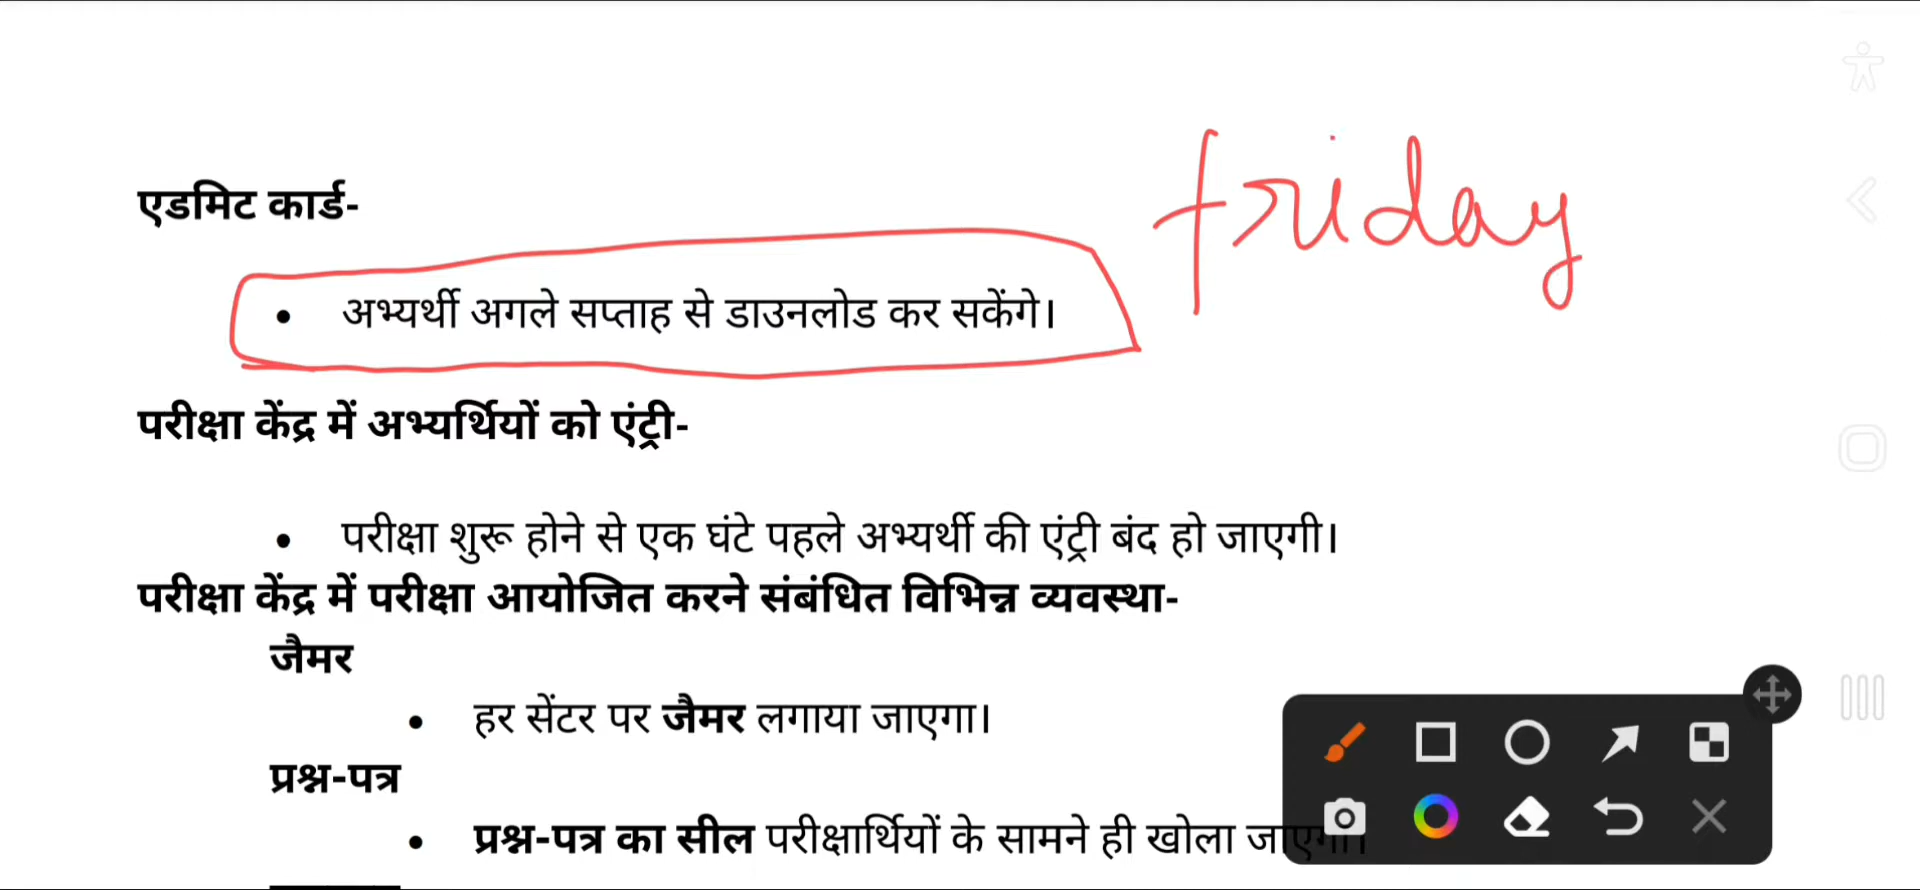 friday
एडमिट कार्ड-
• अभ्यर्थी अगले सप्ताह से डाउनलोड कर सकेंगे।
परीक्षा केंद्र में अभ्यर्थियों को एंट्री-
• परीक्षा शुरू होने से एक घंटे पहले अभ्यर्थी की एंट्री बंद हो जाएगी।
परीक्षा केंद्र में परीक्षा आयोजित करने संबंधित विभिन्न व्यवस्था-
जैमर
• हर सेंटर पर जैमर लगाया जाएगा।
प्रश्न-पत्र
• प्रश्न-पत्र का सील परीक्षार्थियों के सामने ही खोला जाएगा।